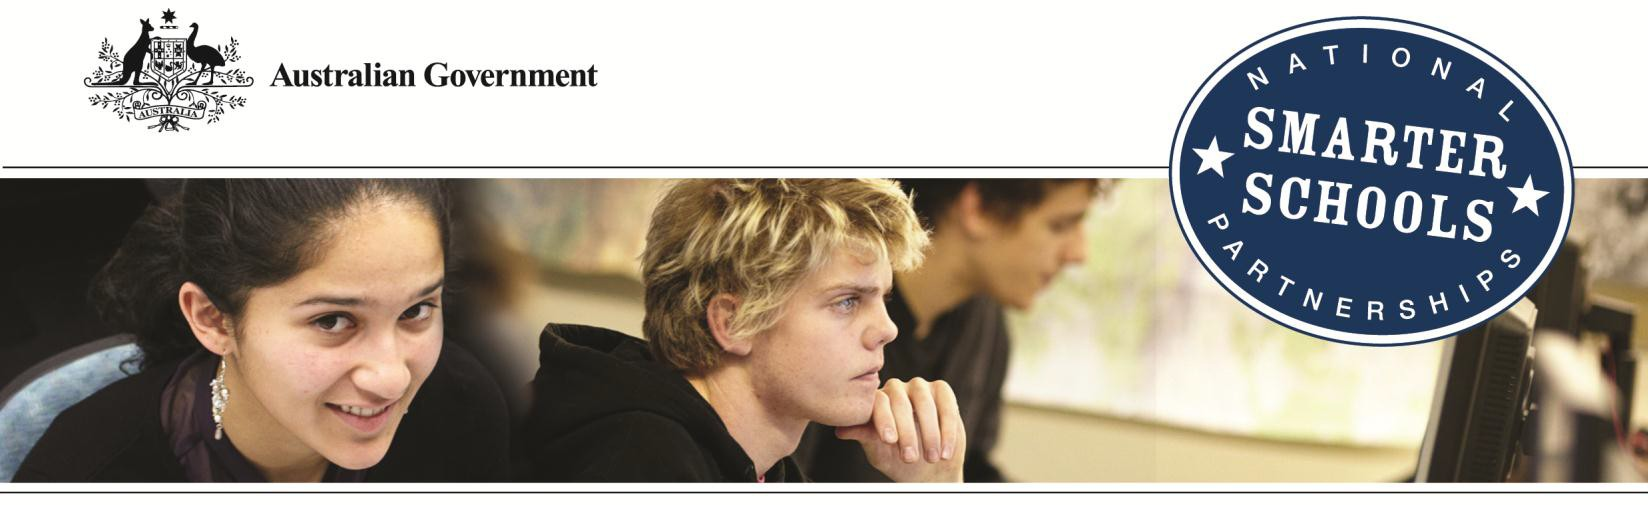 AUSTRALIA
Australian Government
NATIONAL
SMARTER
SCHOOLS
PARTNERSHIPS